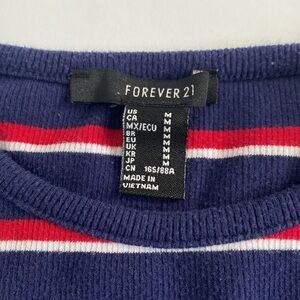 FOREVER 21
US M
CA M
MX/ECU M
BR M
EU M
UK M
KR M
JP M
CN 165/88A
MADE IN
VIETNAM